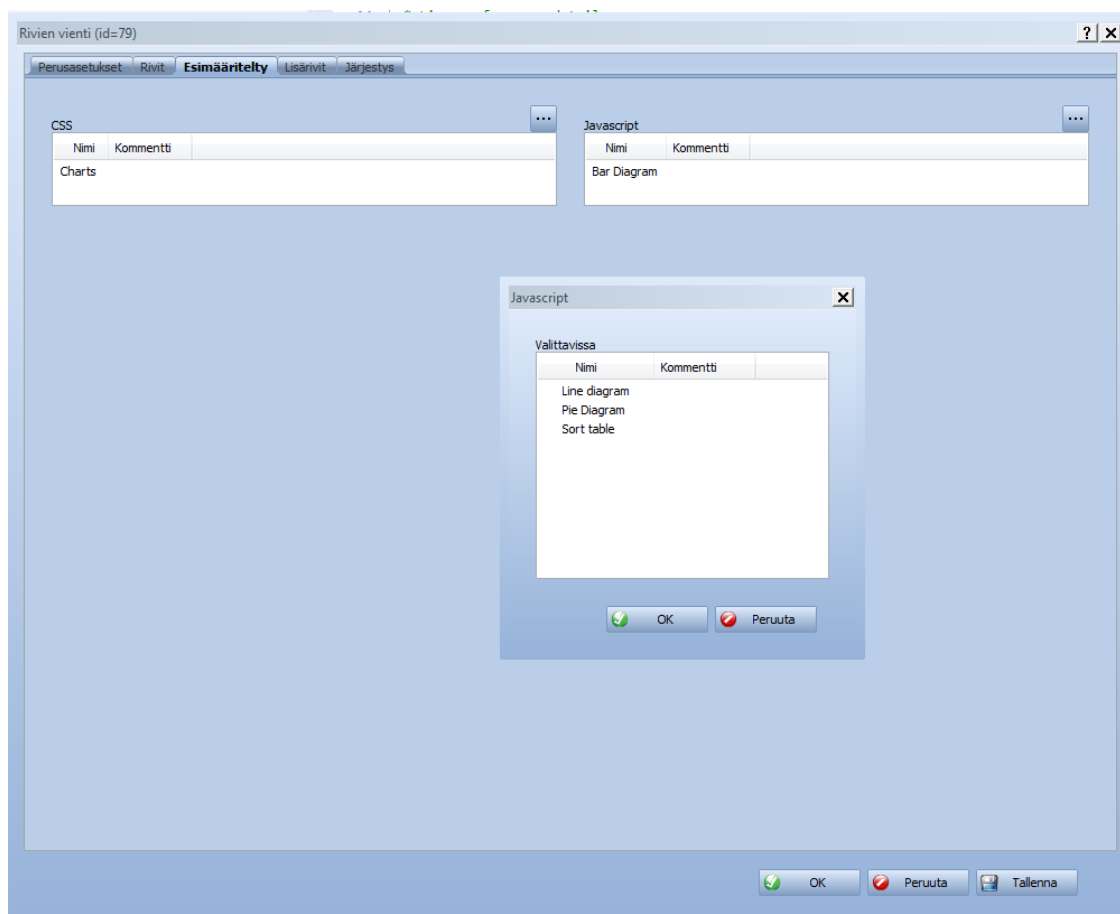 Rivien vienti (id=79)
? X
Perusasetukset Rivit Esimääritelty Lisärivit Järjestys
CSS ... Javascript ...
Nimi Kommentti Nimi Kommentti
Charts Bar Diagram
Javascript X
Valittavissa
Nimi Kommentti
Line diagram
Pie Diagram
Sort table
OK Peruuta
OK Peruuta Tallenna